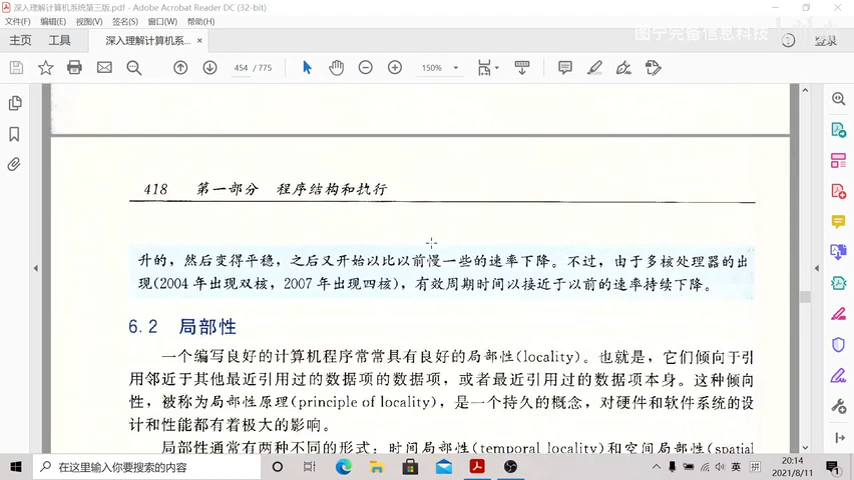 深入理解计算机系统第三版.pdf - Adobe Acrobat Reader DC (32-bit)
文件(F) 编辑(E) 视图(V) 签名(S) 窗口(W) 帮助(H)
主页 工具 深入理解计算机系... × 登录
454 / 775 150%
图宁完备信息科技
418 第一部分 程序结构和执行
升的，然后变得平稳，之后又开始以比以前慢一些的速率下降。不过，由于多核处理器的出
现(2004 年出现双核，2007 年出现四核)，有效周期时间以接近于以前的速率持续下降。
6.2 局部性
一个编写良好的计算机程序常常具有良好的局部性(locality)。也就是，它们倾向于引
用邻近于其他最近引用过的数据项的数据项，或者最近引用过的数据项本身。这种倾向
性，被称为局部性原理(principle of locality)，是一个持久的概念，对硬件和软件系统的设
计和性能都有着极大的影响。
局部性通常有两种不同的形式：时间局部性(temporal locality)和空间局部性(spatial
在这里输入你要搜索的内容
英 拼 20:14
2021/8/11